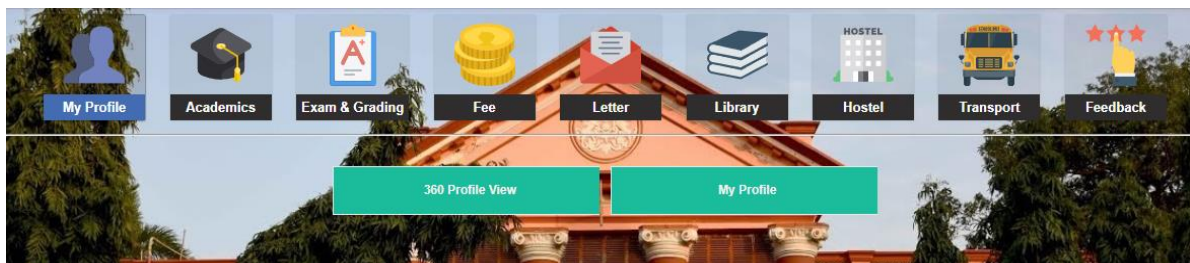 HOSTEL
My Profile
Academics
Exam & Grading
Fee
Letter
Library
Hostel
Transport
Feedback
360 Profile View
My Profile